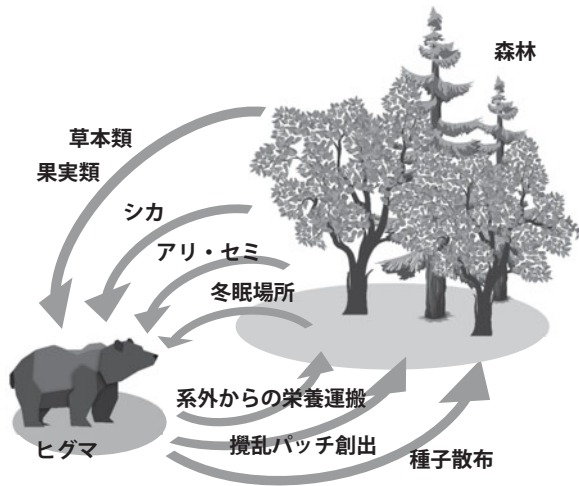 森林
草本類
果実類
シカ
アリ・セミ
冬眠場所
系外からの栄養運搬
攪乱パッチ創出
種子散布
ヒグマ